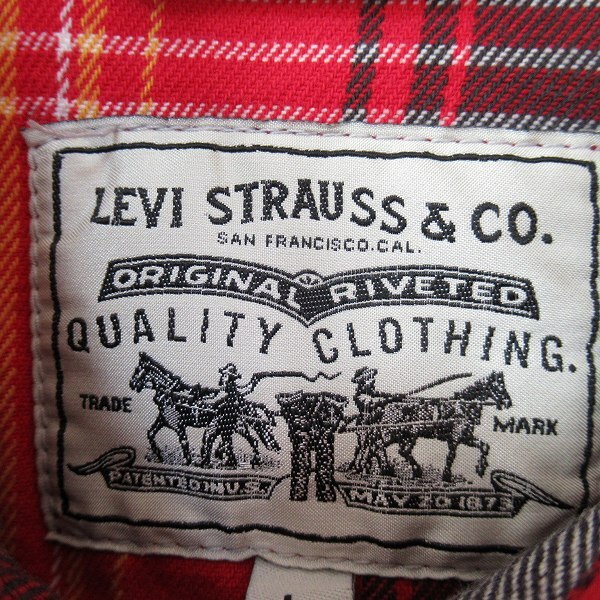 LEVI STRAUSS & CO.
SAN FRANCISCO.CAL.
ORIGINAL RIVETED
QUALITY CLOTHING.
TRADE MARK
PATENTED IN U.S. MAY 20 1873